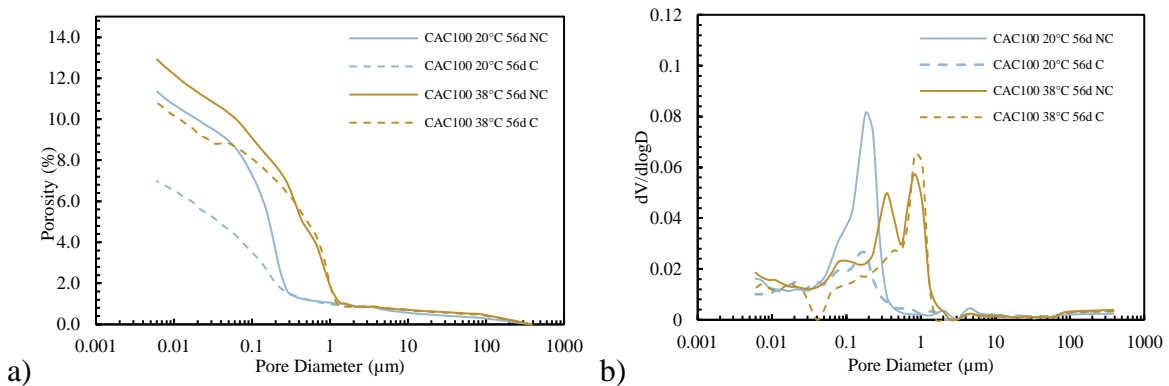 14.0
12.0
10.0
8.0
6.0
4.0
2.0
0.0
Porosity (%)
CAC100 20°C 56d NC
CAC100 20°C 56d C
CAC100 38°C 56d NC
CAC100 38°C 56d C
0.001 0.01 0.1 1 10 100 1000
Pore Diameter (µm)
a)
0.12
0.1
0.08
0.06
0.04
0.02
0
dV/dlogD
CAC100 20°C 56d NC
CAC100 20°C 56d C
CAC100 38°C 56d NC
CAC100 38°C 56d C
0.001 0.01 0.1 1 10 100 1000
Pore Diameter (µm)
b)